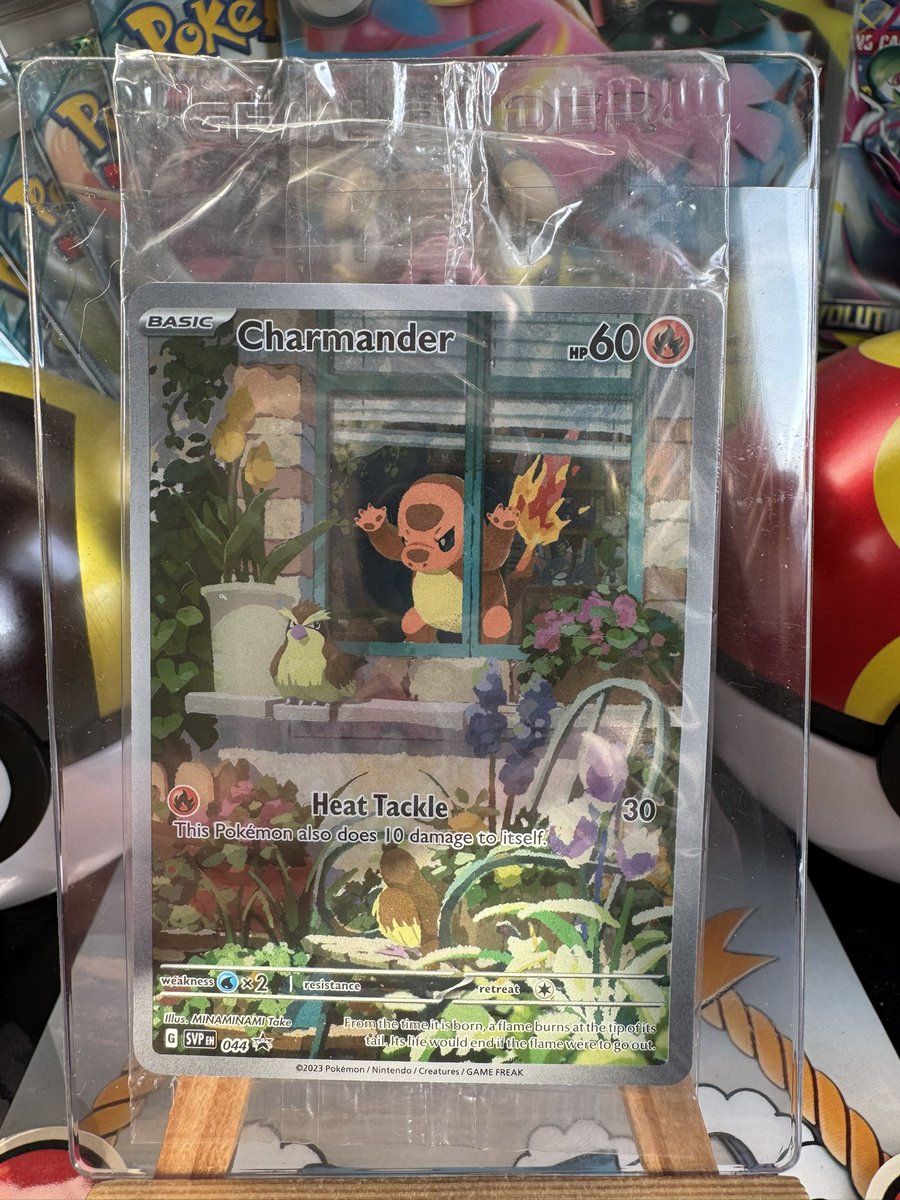 Poké
GEM
BASIC Charmander HP60
Heat Tackle 30
This Pokémon also does 10 damage to itself.
weakness ×2 resistance retreat
Illus. MINAMINAMI Take
From the time it is born, a flame burns at the tip of its
tail. Its life would end if the flame were to go out.
G SVP EN 044
©2023 Pokémon / Nintendo / Creatures / GAME FREAK